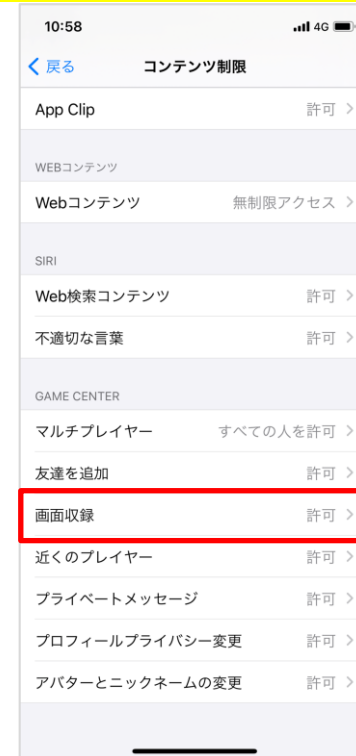 10:58 4G
戻る コンテンツ制限
App Clip 許可
WEBコンテンツ
Webコンテンツ 無制限アクセス
SIRI
Web検索コンテンツ 許可
不適切な言葉 許可
GAME CENTER
マルチプレイヤー すべての人を許可
友達を追加 許可
画面収録 許可
近くのプレイヤー 許可
プライベートメッセージ 許可
プロフィールプライバシー変更 許可
アバターとニックネームの変更 許可